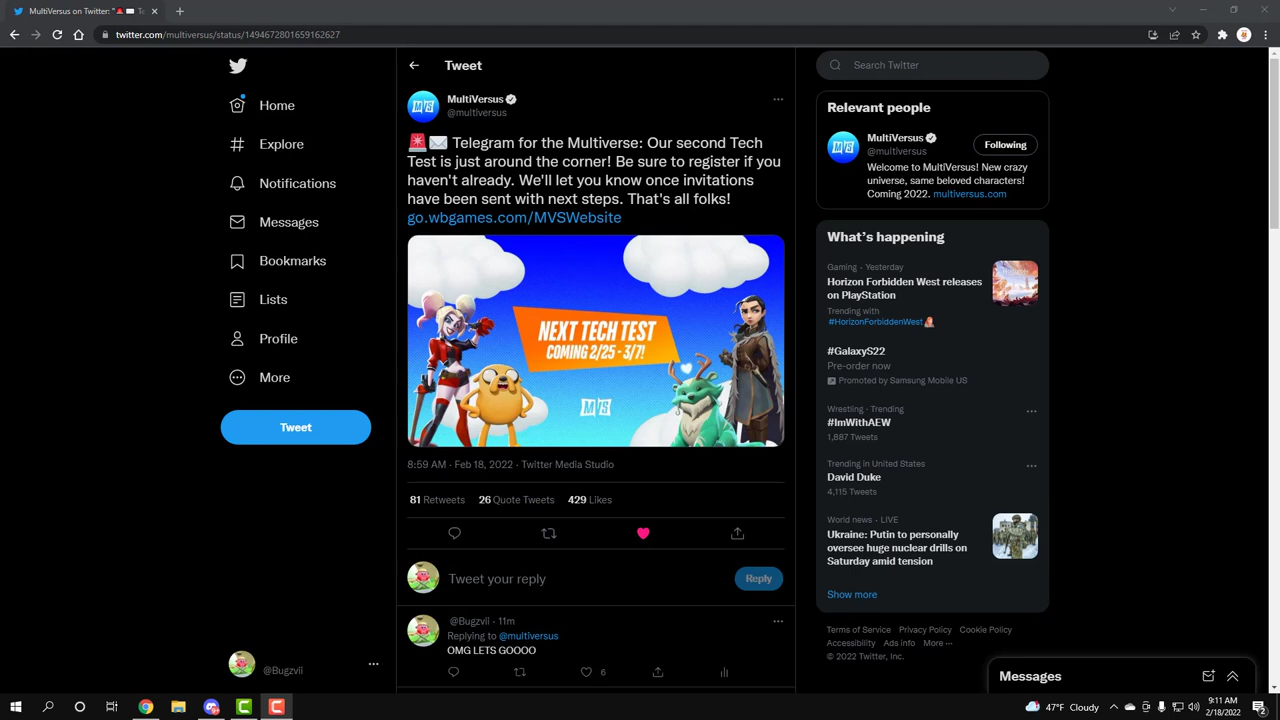 MultiVersus on Twitter: "🚨✉️ Te
twitter.com/multiversus/status/1494672801659162627
Home
Explore
Notifications
Messages
Bookmarks
Lists
Profile
More
Tweet
@Bugzvii
Tweet
MultiVersus
@multiversus
🚨✉️ Telegram for the Multiverse: Our second Tech
Test is just around the corner! Be sure to register if you
haven't already. We'll let you know once invitations
have been sent with next steps. That's all folks!
go.wbgames.com/MVSWebsite
NEXT TECH TEST!
COMING 2/25 - 3/7!
MVS
8:59 AM · Feb 18, 2022 · Twitter Media Studio
81 Retweets 26 Quote Tweets 429 Likes
Tweet your reply
Reply
@Bugzvii · 11m
Replying to @multiversus
OMG LETS GOOOO
6
Search Twitter
Relevant people
MultiVersus
@multiversus
Following
Welcome to MultiVersus! New crazy
universe, same beloved characters!
Coming 2022. multiversus.com
What's happening
Gaming · Yesterday
Horizon Forbidden West releases
on PlayStation
Trending with
#HorizonForbiddenWest
#GalaxyS22
Pre-order now
Promoted by Samsung Mobile US
Wrestling · Trending
#ImWithAEW
1,887 Tweets
Trending in United States
David Duke
4,115 Tweets
World news · LIVE
Ukraine: Putin to personally
oversee huge nuclear drills on
Saturday amid tension
Show more
Terms of Service Privacy Policy Cookie Policy
Accessibility Ads info More ···
© 2022 Twitter, Inc.
Messages
47°F Cloudy
9:11 AM
2/18/2022
2